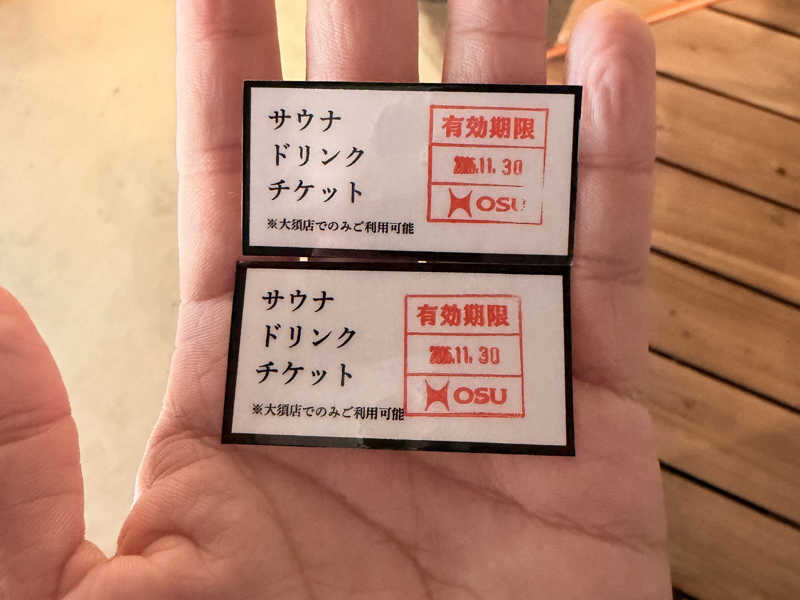 サウナ
ドリンク
チケット
※大須店でのみご利用可能
有効期限
11.30
OSU
サウナ
ドリンク
チケット
※大須店でのみご利用可能
有効期限
11.30
OSU